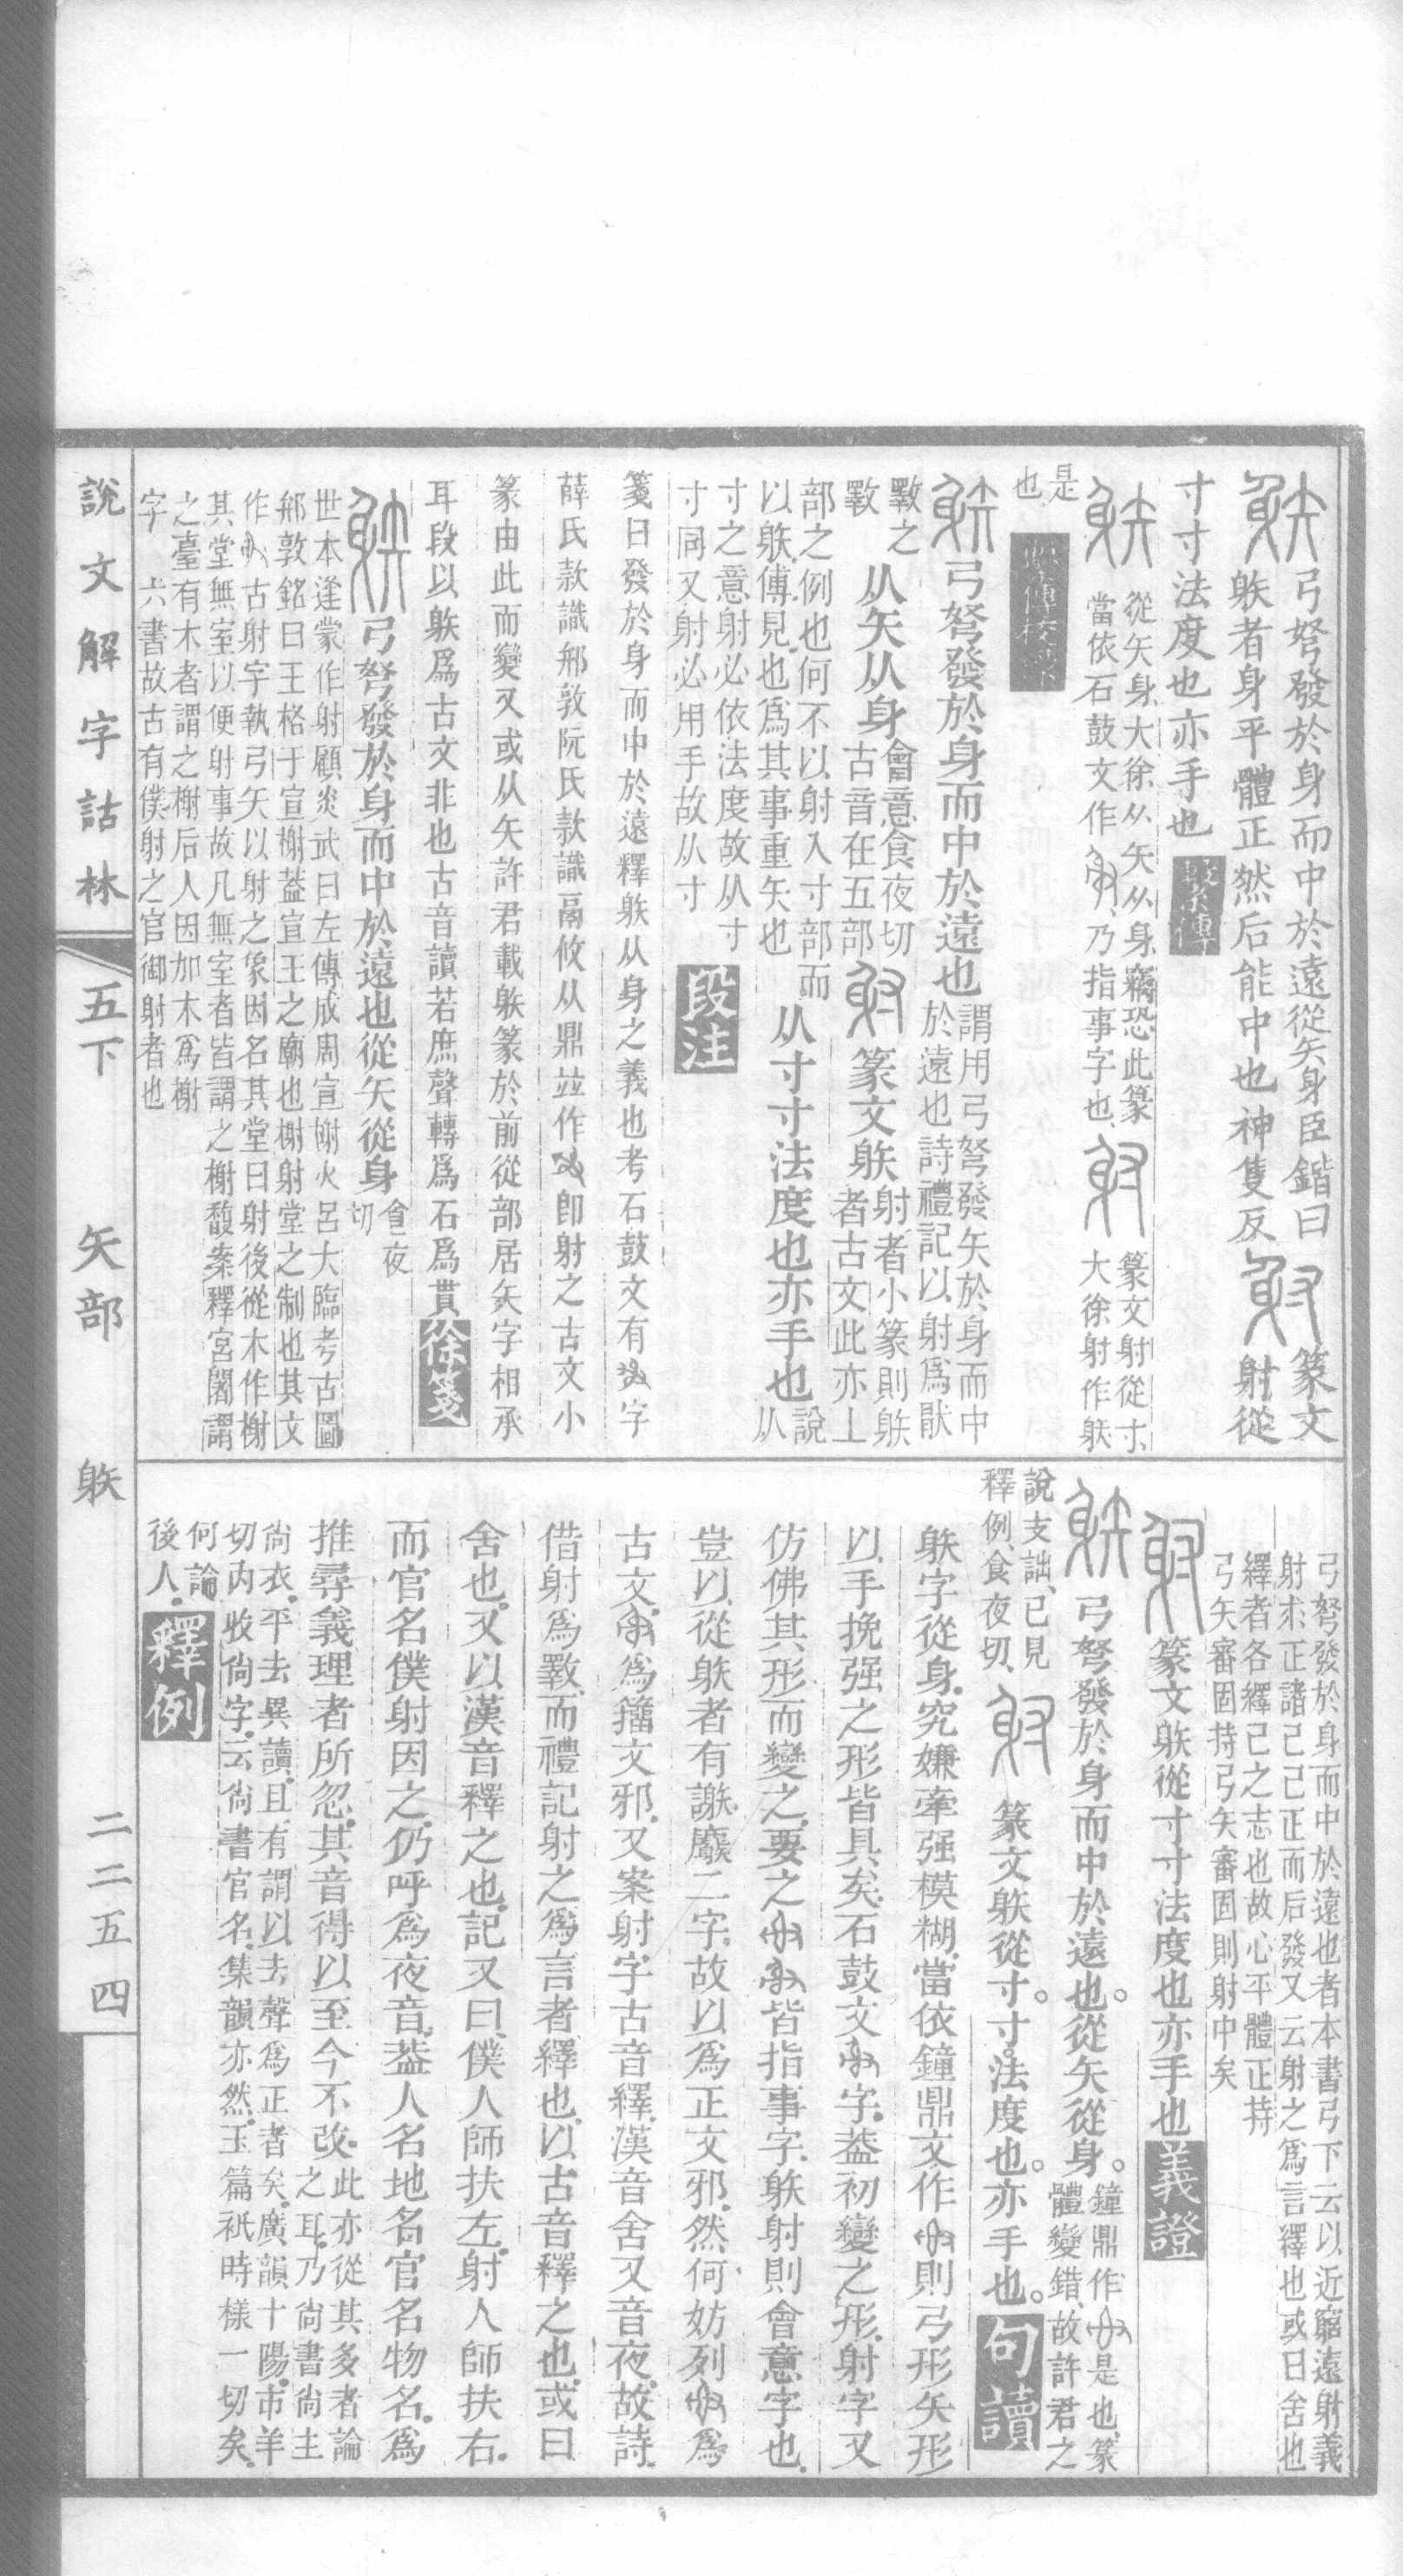 弓弩發於身而中於遠從矢身臣鍇曰
䠶者身平體正然后能中也神隻反
篆文
射從
寸寸法度也亦手也
繫傳
從矢身大徐从矢从身竊恐此篆
當依石鼓文作
乃指事字也
篆文射從寸
大徐射作䠶
是
也
弓弩發於身而中於遠也
謂用弓弩發矢於身而中
於遠也詩禮記以射爲厭
斁之
斁
从矢从身
會意食夜切
古音在五部
篆文䠶
射者小篆則䠶
者古文此亦上
部之例也何不以射入寸部而
以䠶傅見也爲其事重矢也
从寸寸法度也亦手也
說
从
寸之意射必依法度故从寸
寸同又射必用手故从寸
段注
箋曰發於身而中於遠釋䠶从身之義也考石鼓文有
字
薛氏款識䢵敦阮氏款識鬲攸从鼎竝作
卽射之古文小
篆由此而變又或从矢許君載䠶篆於前從部居矢字相承
耳段以䠶爲古文非也古音讀若庶聲轉爲石爲貫
徐箋
弓弩發於身而中於遠也從矢從身
食夜
切
世本逢蒙作射顧炎武曰左傳成周宣榭火呂大臨考古圖
䢵敦銘曰王格于宣榭蓋宣王之廟也榭射堂之制也其文
作
古射字執弓矢以射之象因名其堂曰射後從木作榭
其堂無室以便射事故凡無室者皆謂之榭馥案釋宮闍謂
之臺有木者謂之榭后人因加木爲榭
字　六書故古有僕射之官御射者也
弓弩發於身而中於遠也者本書弓下云以近窮遠射義
射求正諸己己正而后發又云射之爲言繹也或曰舍也
繹者各繹己之志也故心平體正持
弓矢審固持弓矢審固則射中矣
篆文䠶從寸寸法度也亦手也
義證
弓弩發於身而中於遠也。從矢從身。
鐘鼎作
是也、篆
體變錯、故許君之
說支詘、已見
釋例、食夜切、
篆文䠶從寸。寸。法度也。亦手也。
句讀
䠶字從身。究嫌牽强模糊。當依鐘鼎文作
則弓形矢形
以手挽强之形皆具矣。石鼓文
字。蓋初變之形。射字又
仿佛其形而變之。要之
皆指事字。䠶射則會意字也。
豈以從䠶者有謝廳二字。故以爲正文邪。然何妨列
爲
古文。
爲籀文邪。又案射字古音繹。漢音舍又音夜。故詩
借射爲斁。而禮記射之爲言者繹也。以古音釋之也。或曰
舍也。又以漢音釋之也。記又曰。僕人師扶左。射人師扶右。
而官名僕射因之。仍呼爲夜音。蓋人名地名官名物名。爲
推尋義理者所忽。其音得以至今不改。
此亦從其多者論
之耳。乃尙書尙主
尙衣。平去異讀。且有謂以去聲爲正者矣。廣韻十陽。市羊
切內收尙字。云尙書官名。集韻亦然。玉篇祇時樣一切矣。
何論
後人。
釋例
說文解字詁林
五下
矢部
䠶
二二五四